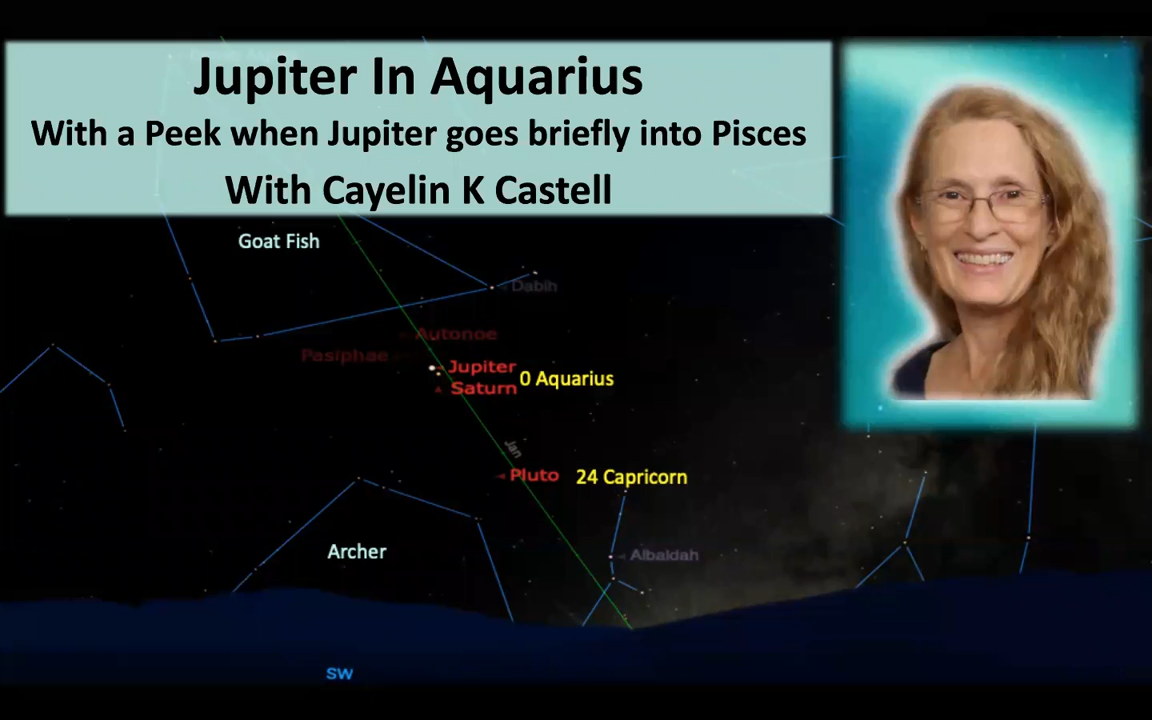 Jupiter In Aquarius
With a Peek when Jupiter goes briefly into Pisces
With Cayelin K Castell
Goat Fish
Dabih
Autonoe
Pasiphae
Jupiter
Saturn
0 Aquarius
Jan
Pluto
24 Capricorn
Archer
Albaldah
SW